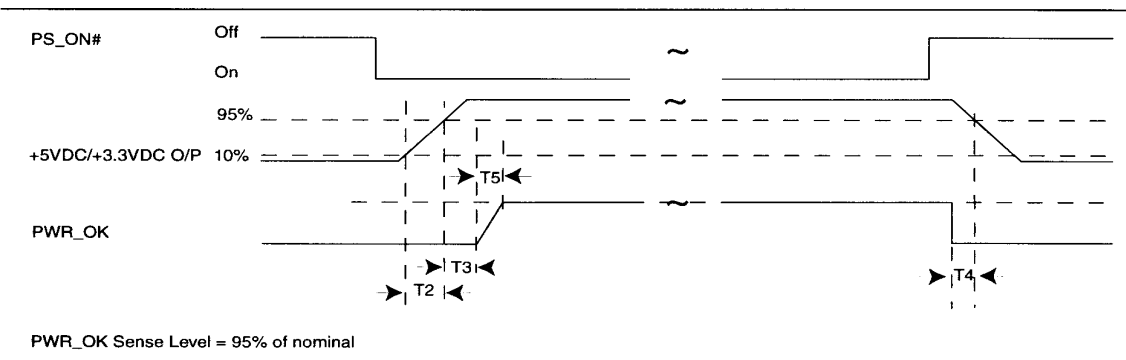 PS_ON#
Off
On
95%
+5VDC/+3.3VDC O/P
10%
T5
PWR_OK
T3
T2
T4
PWR_OK Sense Level = 95% of nominal